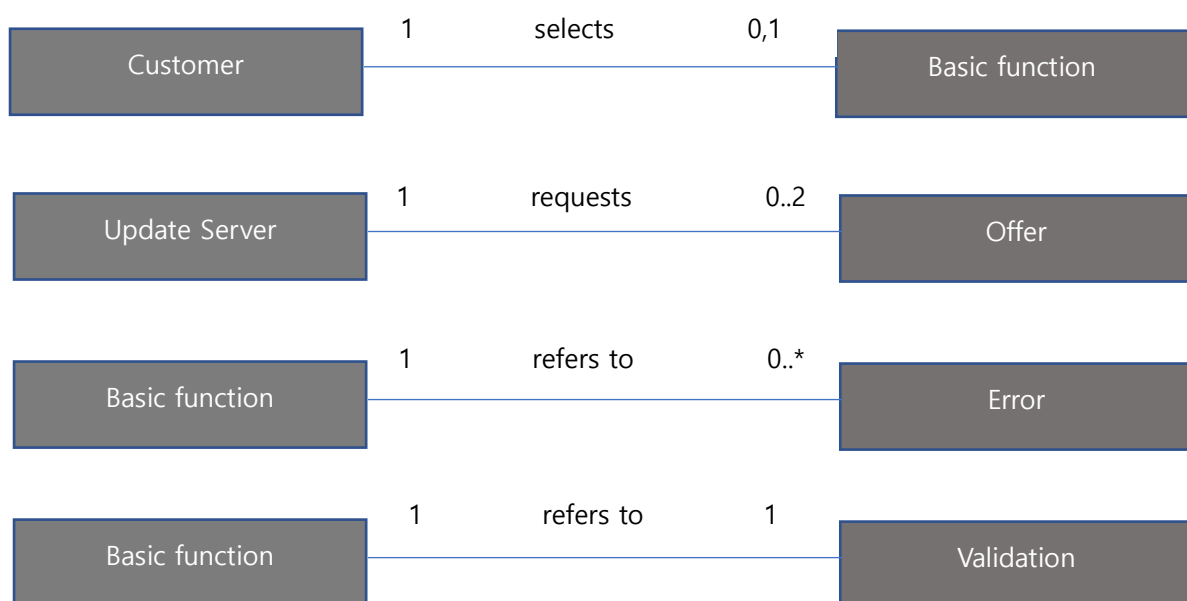 1 selects 0,1
Customer Basic function
1 requests 0..2
Update Server Offer
1 refers to 0..*
Basic function Error
1 refers to 1
Basic function Validation